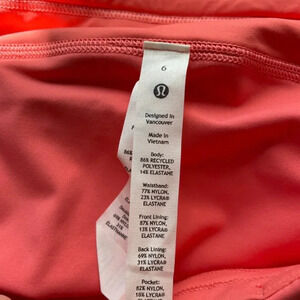 6
Designed in
Vancouver
Made in
Vietnam
Body:
86% RECYCLED
POLYESTER,
14% ELASTANE
Waistband:
77% NYLON,
23% LYCRA®
ELASTANE
Front Lining:
87% NYLON,
13% LYCRA®
ELASTANE
Back Lining:
69% NYLON,
31% LYCRA®
ELASTANE
Pocket:
82% NYLON,
18% LYCRA®
ELASTANE